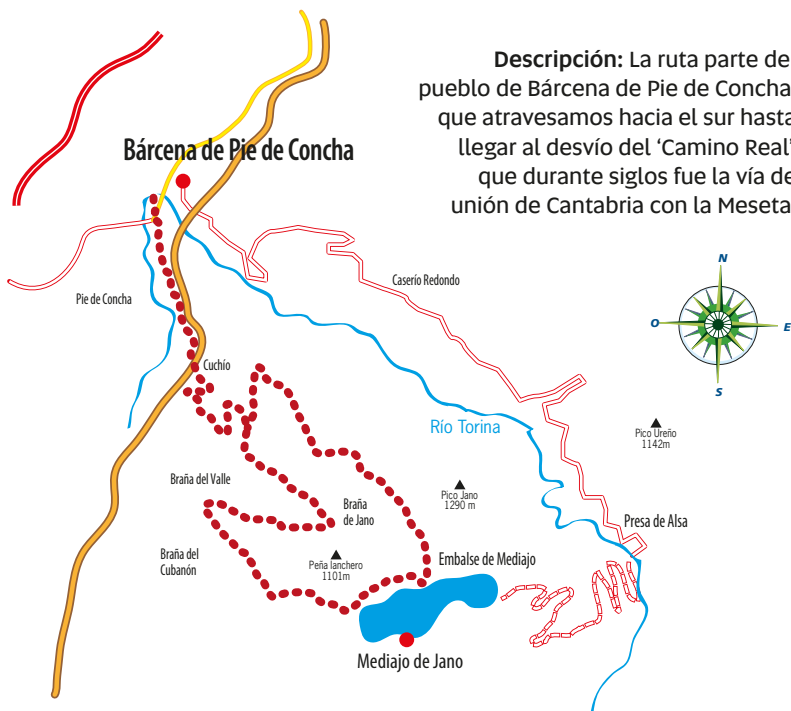 Descripción: La ruta parte de
pueblo de Bárcena de Pie de Concha
que atravesamos hacia el sur hasta
llegar al desvío del ‘Camino Real’
que durante siglos fue la vía de
unión de Cantabria con la Meseta
Bárcena de Pie de Concha
Caserío Redondo
N
O
E
S
Pie de Concha
Cuchío
Río Torina
Pico Ureño
1142m
Braña del Valle
Pico Jano
1290 m
Braña
de Jano
Presa de Alsa
Braña del
Cubanón
Peña lanchero
1101m
Embalse de Mediajo
Mediajo de Jano